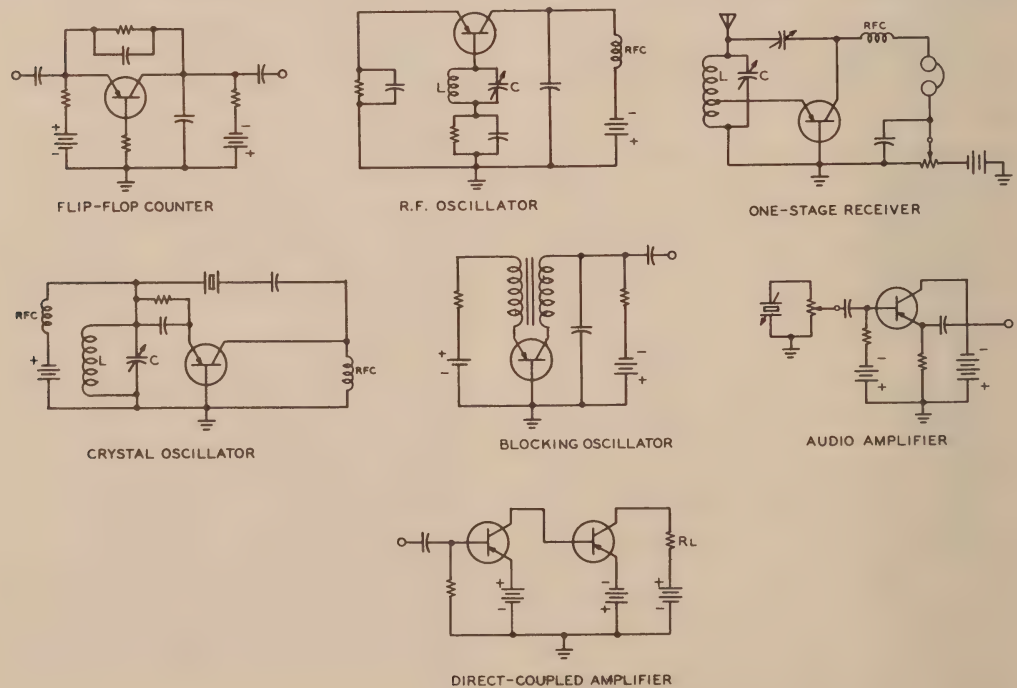 +
-
-
+
FLIP-FLOP COUNTER
L
C
RFC
-
+
R.F. OSCILLATOR
L
C
RFC
ONE-STAGE RECEIVER
RFC
+
L
C
RFC
CRYSTAL OSCILLATOR
+
-
-
+
BLOCKING OSCILLATOR
-
+
-
+
AUDIO AMPLIFIER
+
-
-
+
RL
+
-
DIRECT-COUPLED AMPLIFIER